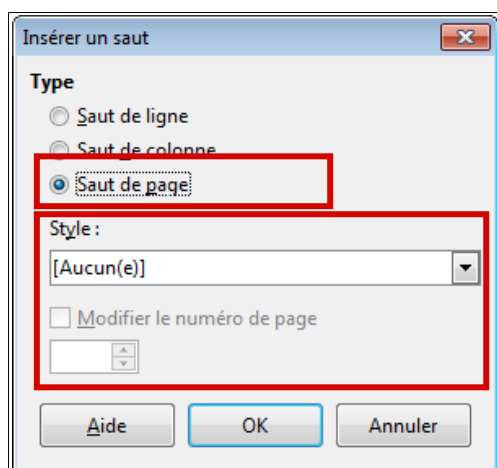 Insérer un saut
Type
Saut de ligne
Saut de colonne
Saut de page
Style :
[Aucun(e)]
Modifier le numéro de page
Aide OK Annuler